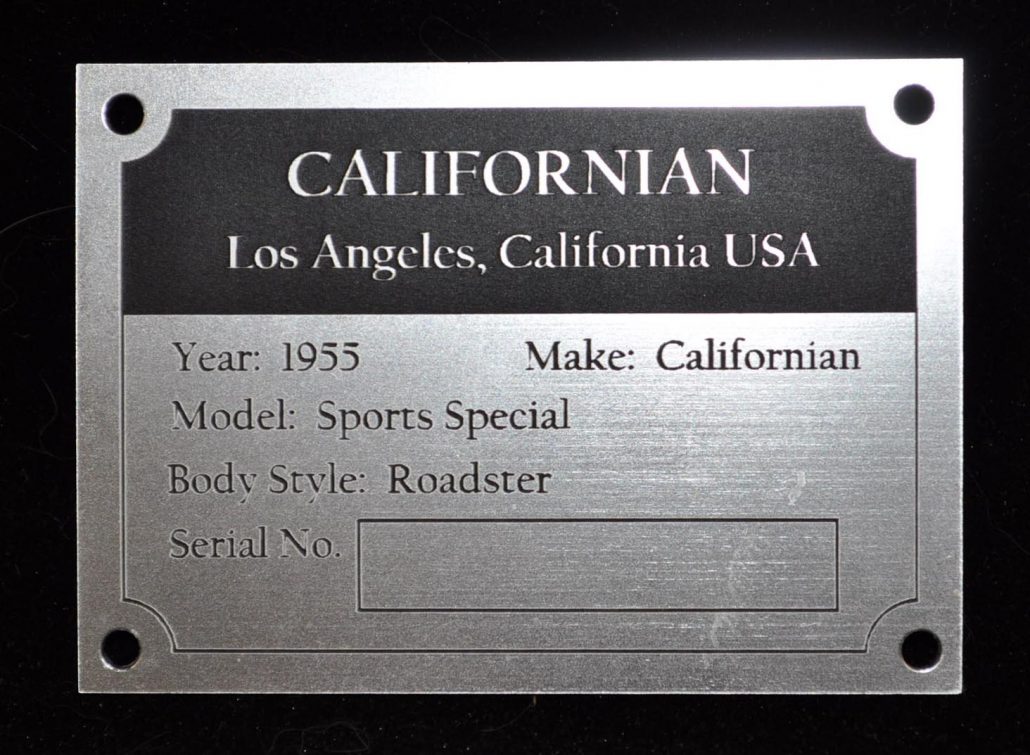 CALIFORNIAN
Los Angeles, California USA
Year: 1955 Make: Californian
Model: Sports Special
Body Style: Roadster
Serial No.